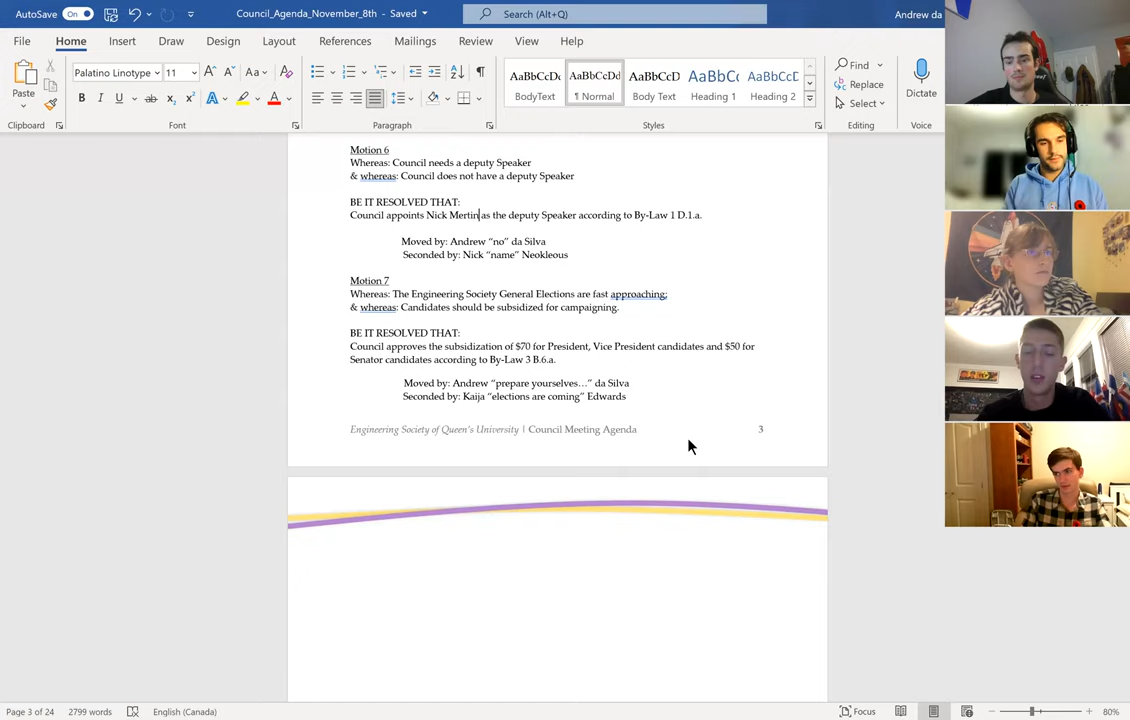 AutoSave On Council_Agenda_November_8th - Saved Search (Alt+Q) Andrew da
File Home Insert Draw Design Layout References Mailings Review View Help
Paste Palatino Linotype 11 Aa
AaBbCcDc BodyText AaBbCcDd ¶ Normal AaBbCcD Body Text AaBbCc Heading 1 AaBbCcD Heading 2
Find
Replace
Select
Dictate
Clipboard Font Paragraph Styles Editing Voice
Motion 6
Whereas: Council needs a deputy Speaker
& whereas: Council does not have a deputy Speaker
BE IT RESOLVED THAT:
Council appoints Nick Mertin as the deputy Speaker according to By-Law 1 D.1.a.
Moved by: Andrew “no” da Silva
Seconded by: Nick “name” Neokleous
Motion 7
Whereas: The Engineering Society General Elections are fast approaching;
& whereas: Candidates should be subsidized for campaigning.
BE IT RESOLVED THAT:
Council approves the subsidization of $70 for President, Vice President candidates and $50 for
Senator candidates according to By-Law 3 B.6.a.
Moved by: Andrew “prepare yourselves…” da Silva
Seconded by: Kaija “elections are coming” Edwards
Engineering Society of Queen's University | Council Meeting Agenda 3
Page 3 of 24 2799 words English (Canada) Focus 80%